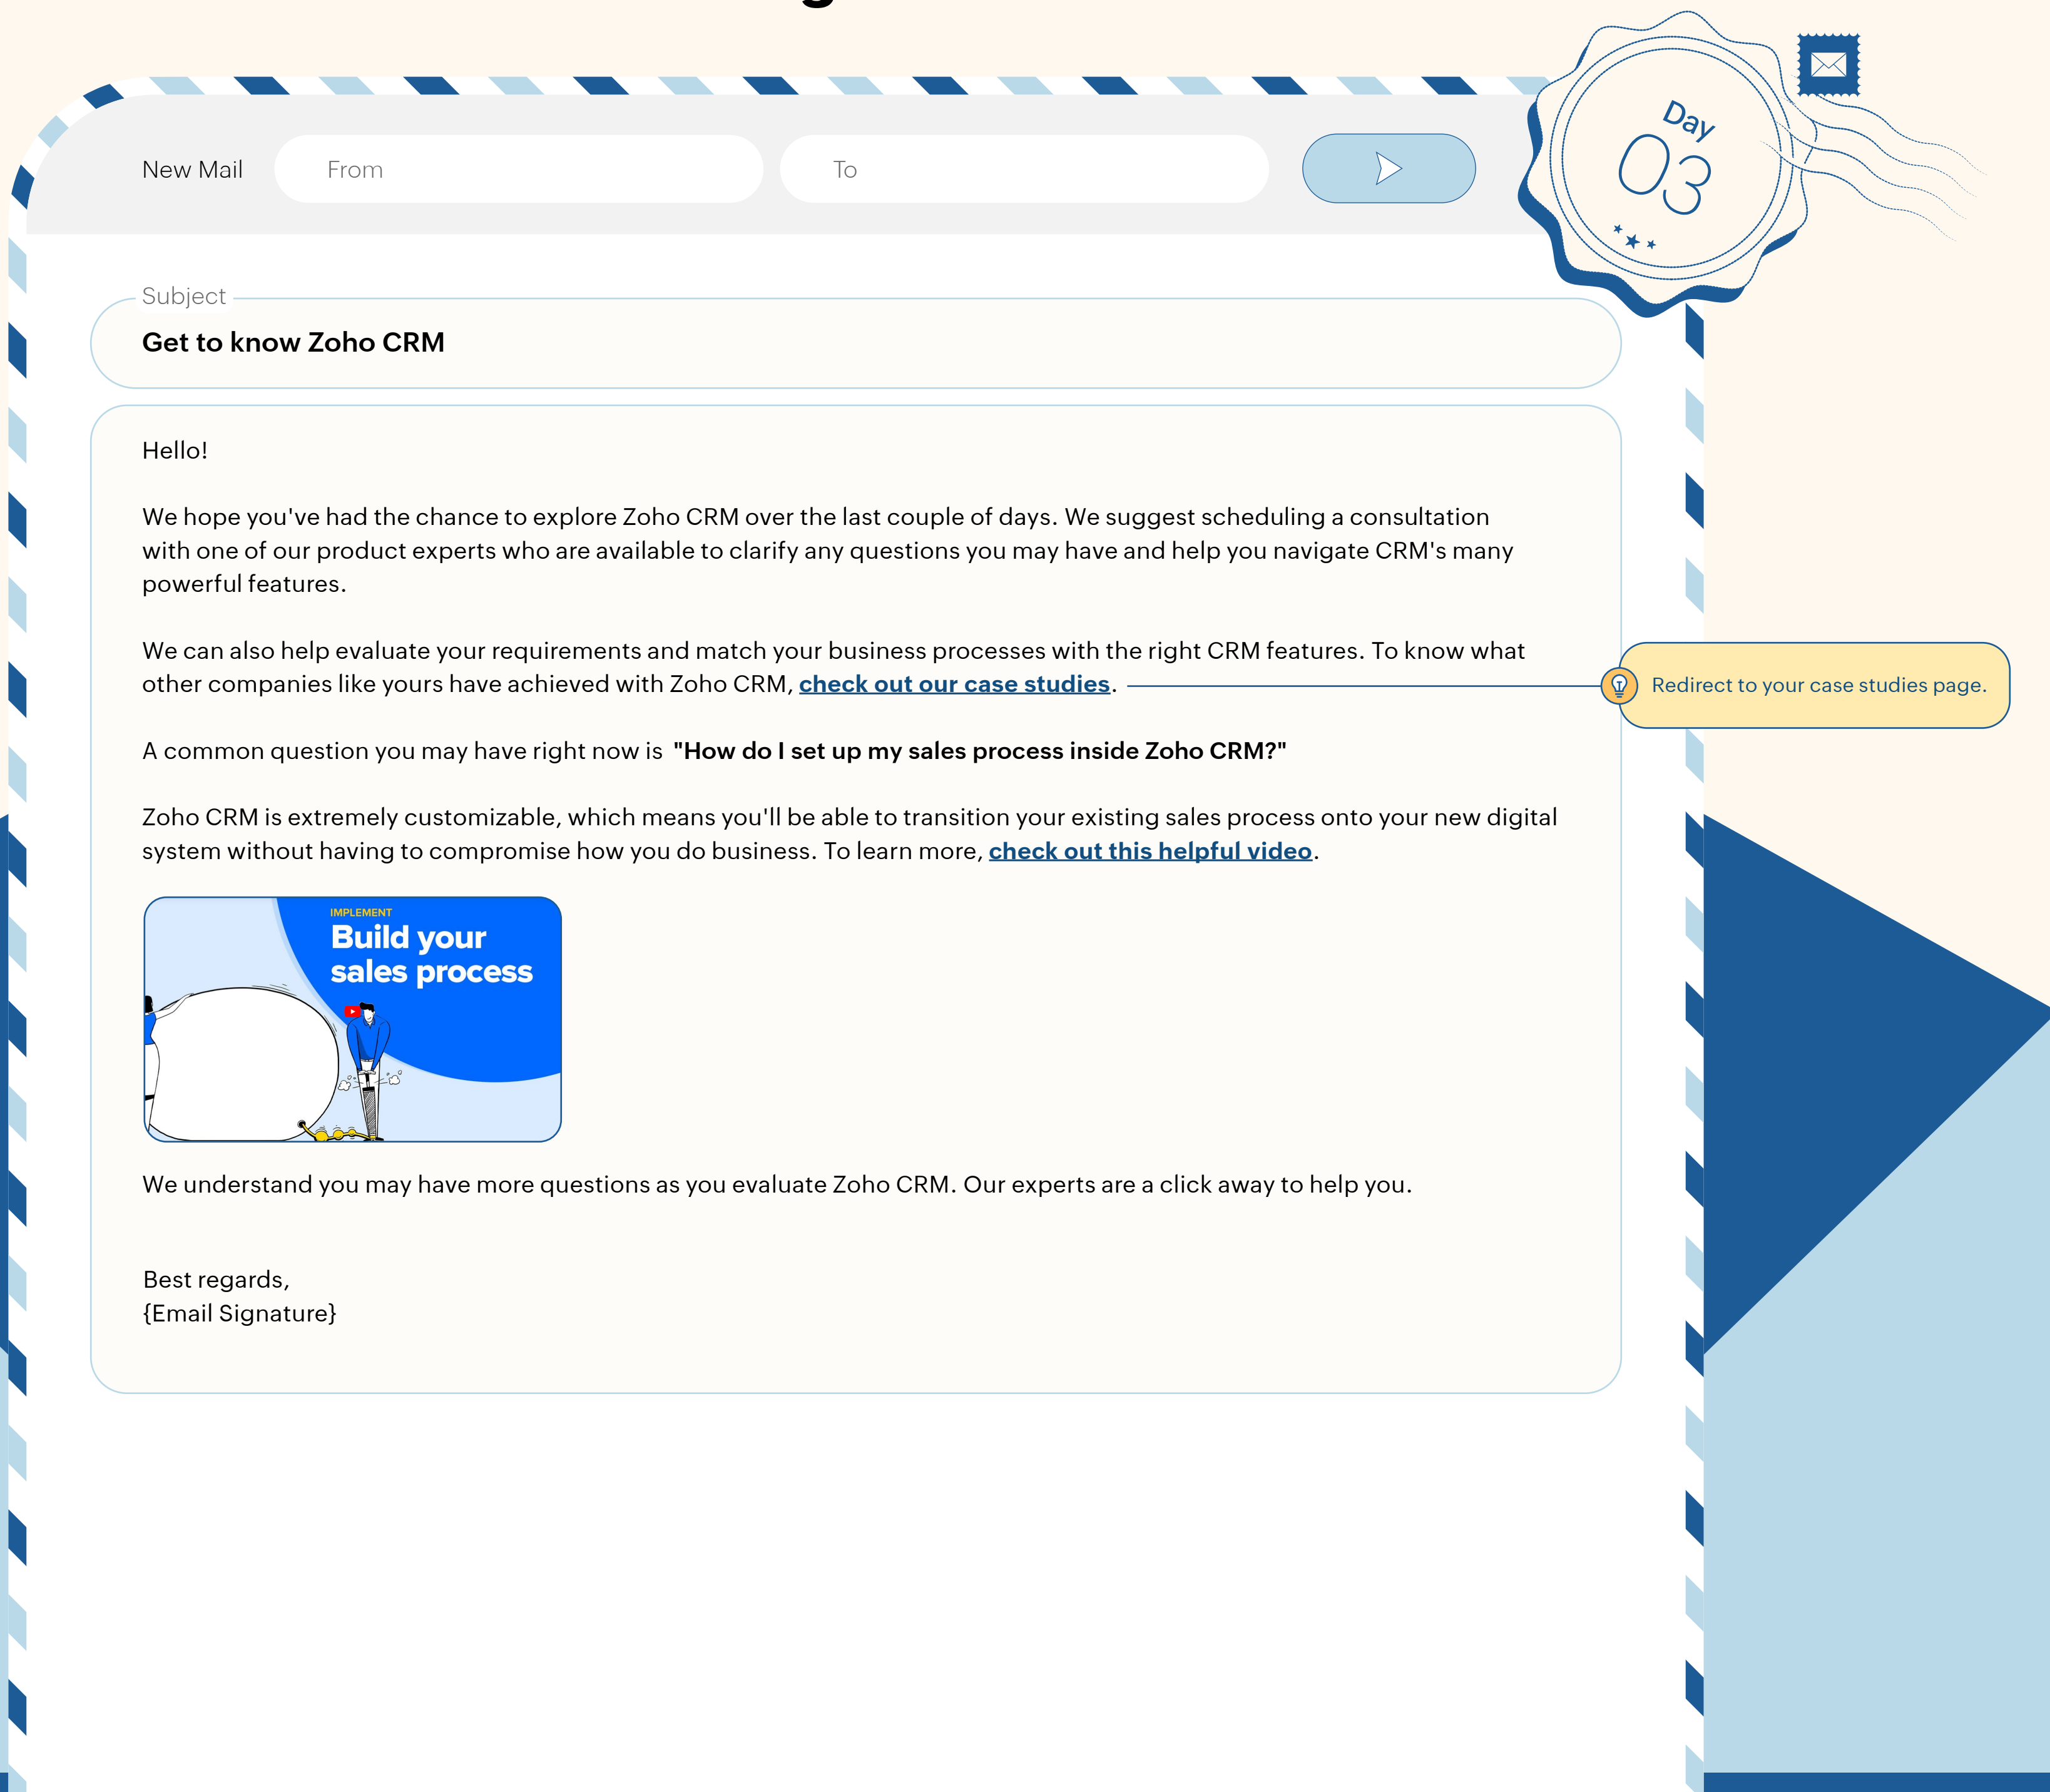 Day
03
New Mail
From
To
Subject
Get to know Zoho CRM
Hello!
We hope you've had the chance to explore Zoho CRM over the last couple of days. We suggest scheduling a consultation
with one of our product experts who are available to clarify any questions you may have and help you navigate CRM's many
powerful features.
We can also help evaluate your requirements and match your business processes with the right CRM features. To know what
other companies like yours have achieved with Zoho CRM, check out our case studies.
Redirect to your case studies page.
A common question you may have right now is "How do I set up my sales process inside Zoho CRM?"
Zoho CRM is extremely customizable, which means you'll be able to transition your existing sales process onto your new digital
system without having to compromise how you do business. To learn more, check out this helpful video.
IMPLEMENT
Build your
sales process
We understand you may have more questions as you evaluate Zoho CRM. Our experts are a click away to help you.
Best regards,
{Email Signature}